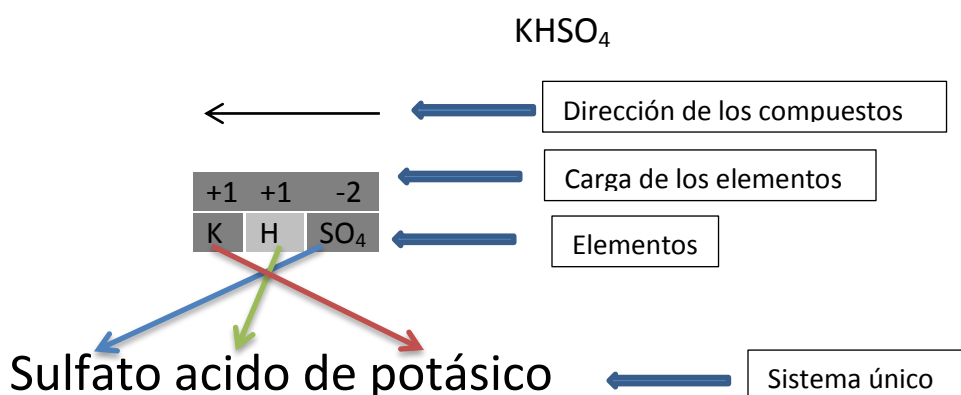 KHSO₄
Dirección de los compuestos
+1 +1 -2
Carga de los elementos
K H SO₄
Elementos
Sulfato acido de potásico
Sistema único